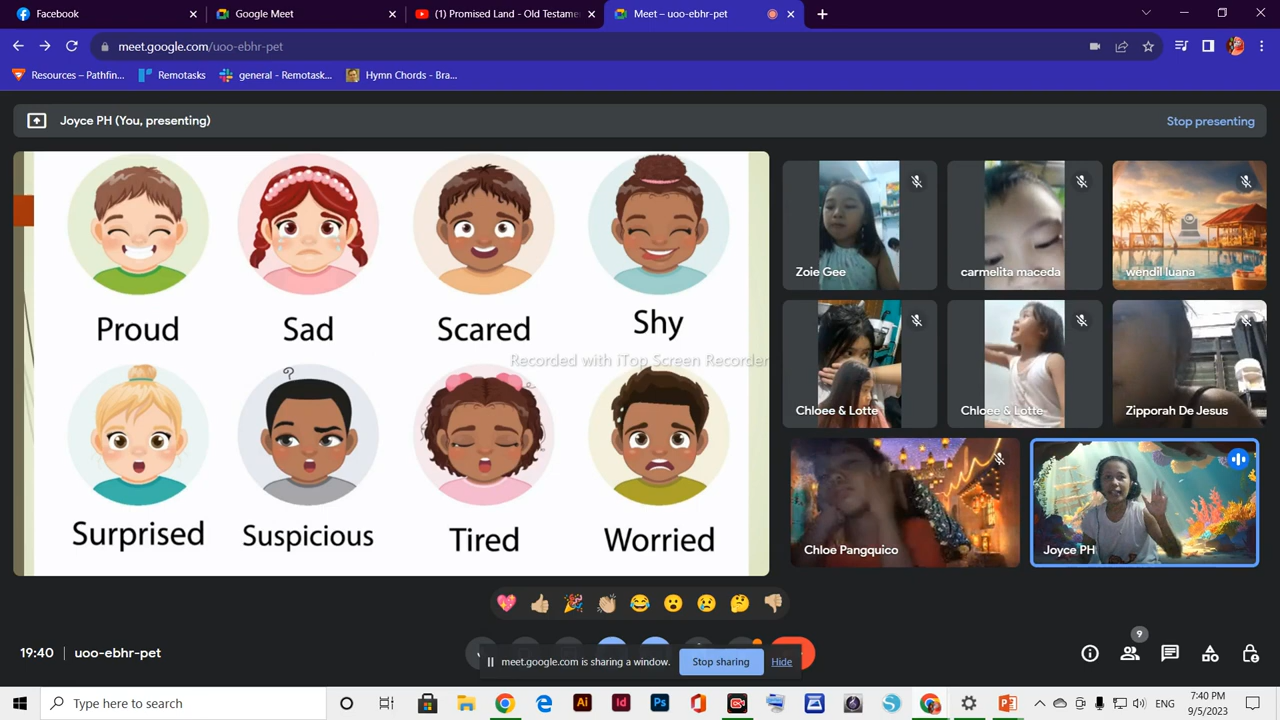 Facebook
Google Meet
(1) Promised Land - Old Testame
Meet – uoo-ebhr-pet
meet.google.com/uoo-ebhr-pet
Resources – Pathfin...
Remotasks
general - Remotask...
Hymn Chords - Bra...
Joyce PH (You, presenting)
Stop presenting
Proud
Sad
Scared
Shy
Recorded with iTop Screen Recorder
Surprised
Suspicious
Tired
Worried
Zoie Gee
carmelita maceda
wendil luana
Chloee & Lotte
Chloee & Lotte
Zipporah De Jesus
Chloe Pangquico
Joyce PH
19:40 | uoo-ebhr-pet
meet.google.com is sharing a window.
Stop sharing
Hide
9
Type here to search
Ai
Id
Ps
ENG
7:40 PM
9/5/2023